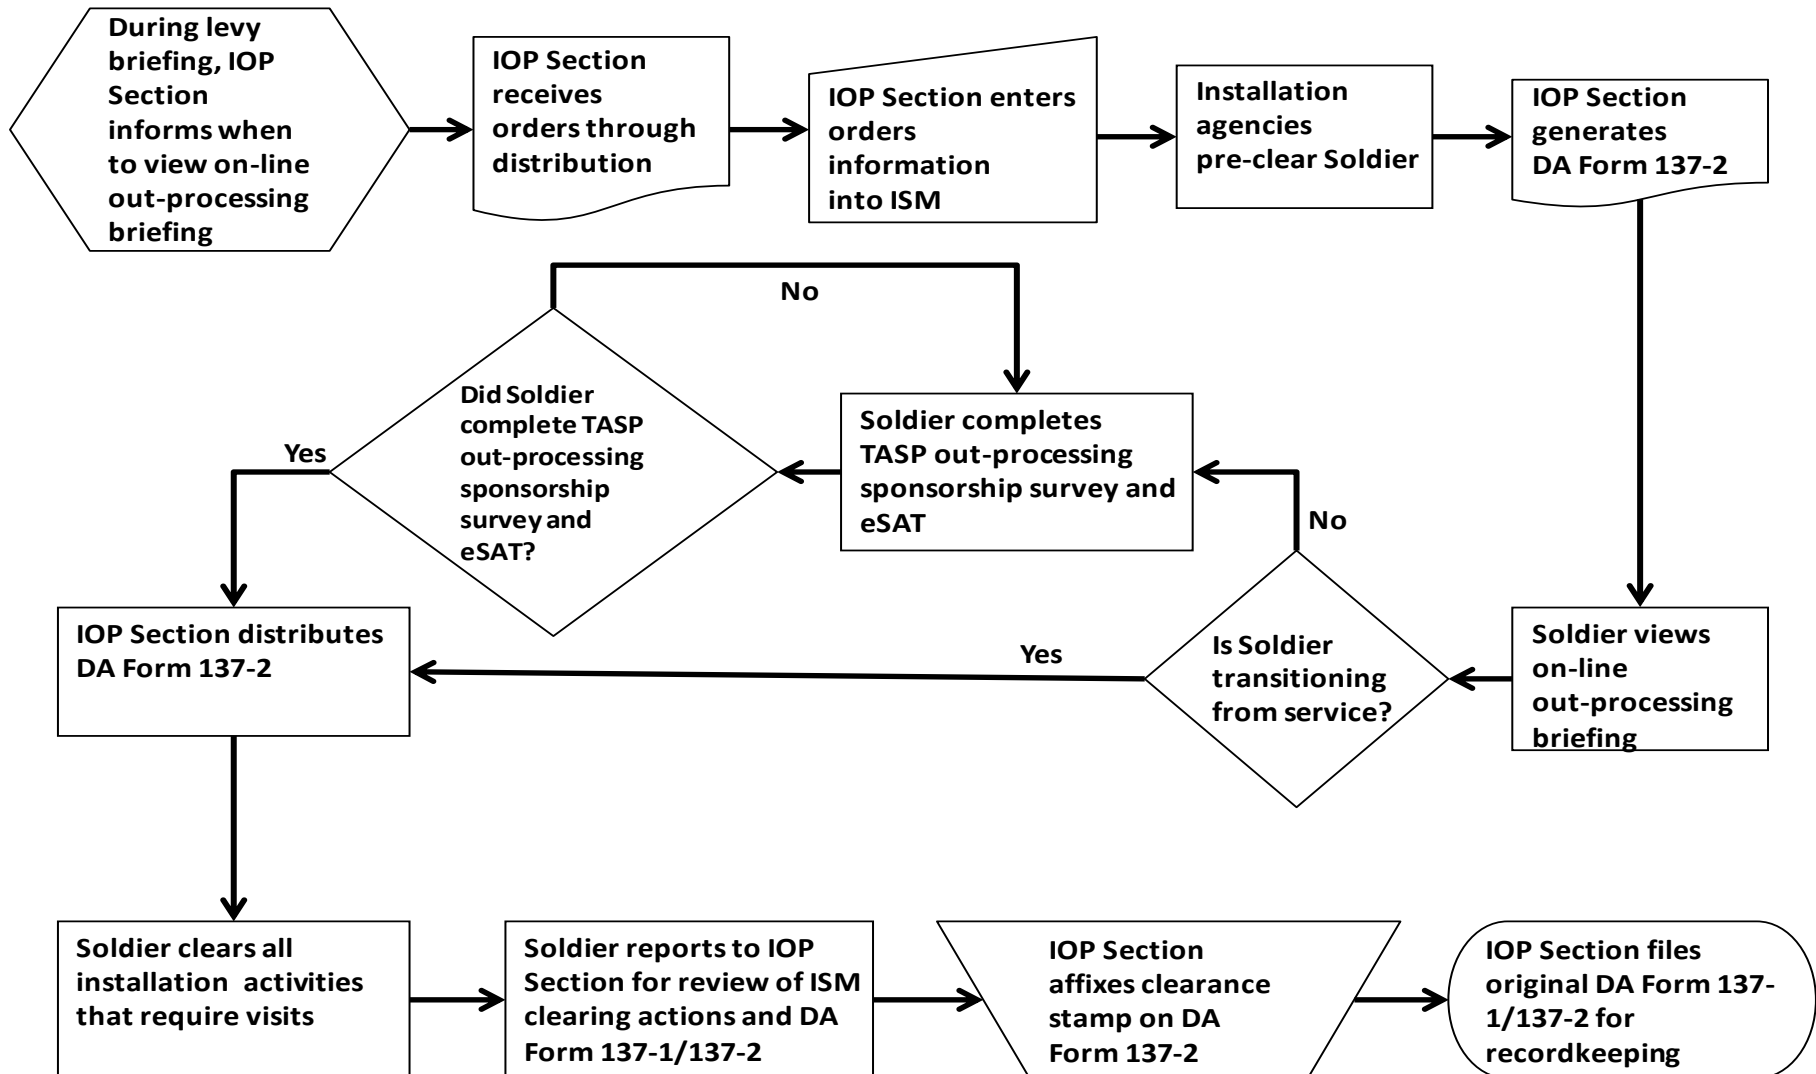 During levy
briefing, IOP
Section
informs when
to view on-line
out-processing
briefing
IOP Section
receives
orders through
distribution
IOP Section enters
orders
information
into ISM
Installation
agencies
pre-clear Soldier
IOP Section
generates
DA Form 137-2
No
Did Soldier
complete TASP
out-processing
sponsorship
survey and
eSAT?
Yes
Soldier completes
TASP out-processing
sponsorship survey and
eSAT
No
IOP Section distributes
DA Form 137-2
Yes
Is Soldier
transitioning
from service?
Soldier views
on-line
out-processing
briefing
Soldier clears all
installation activities
that require visits
Soldier reports to IOP
Section for review of ISM
clearing actions and DA
Form 137-1/137-2
IOP Section
affixes clearance
stamp on DA
Form 137-2
IOP Section files
original DA Form 137-
1/137-2 for
recordkeeping